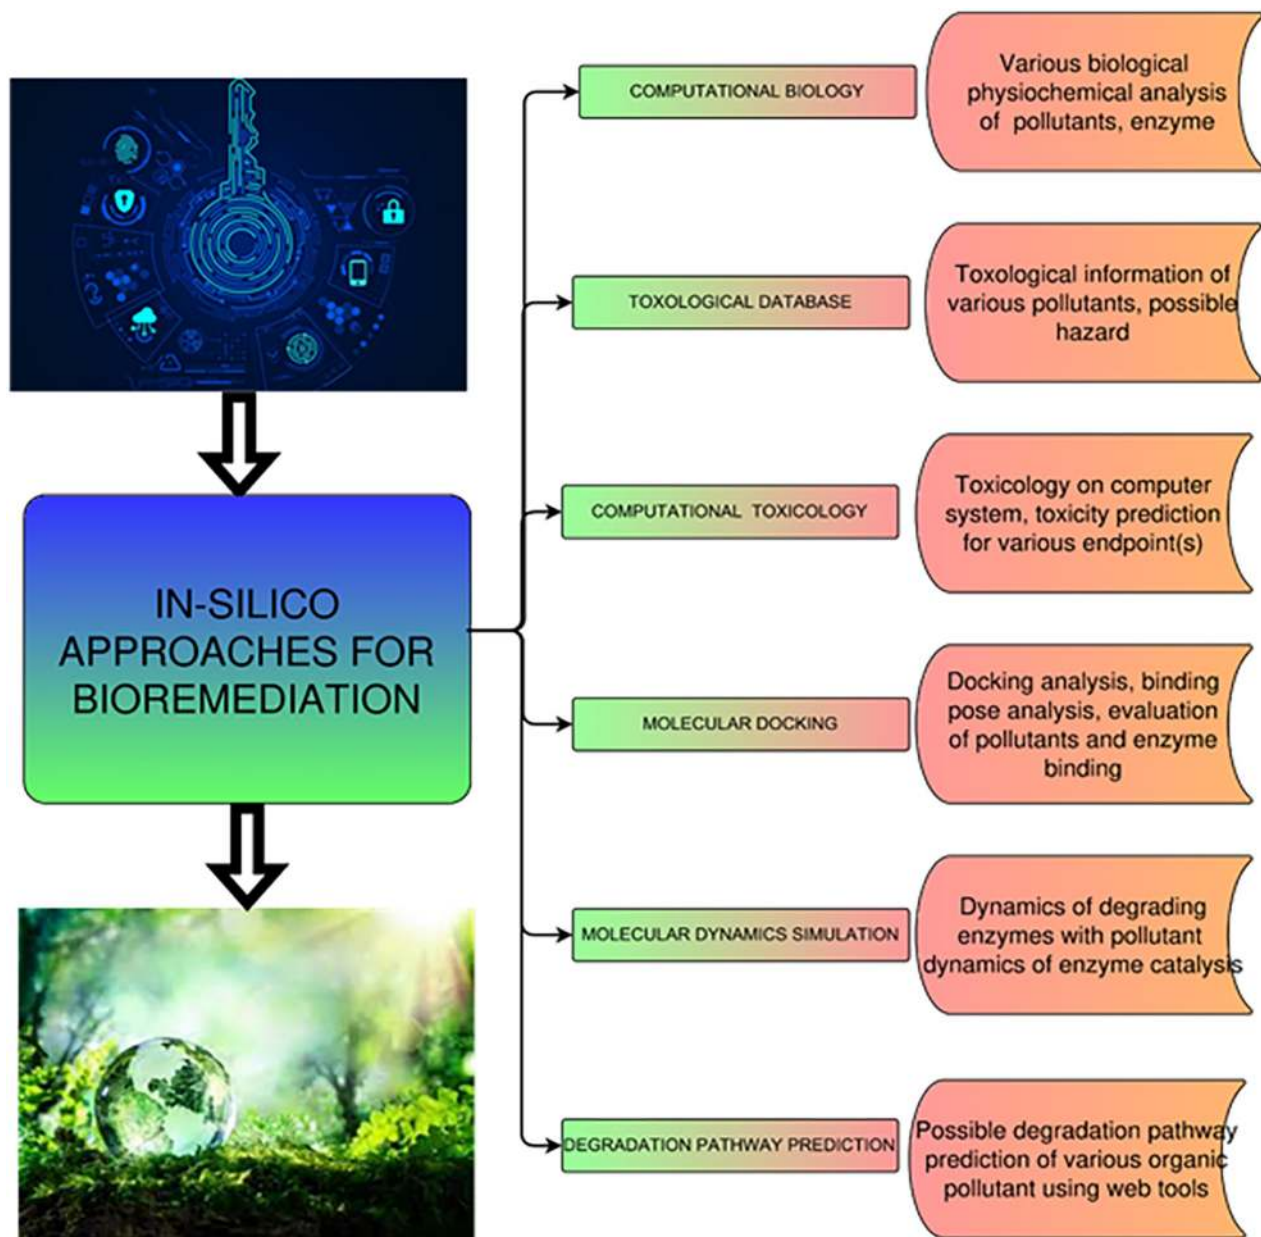 IN-SILICO
APPROACHES FOR
BIOREMEDIATION
COMPUTATIONAL BIOLOGY
Various biological
physiochemical analysis
of pollutants, enzyme
TOXOLOGICAL DATABASE
Toxological information of
various pollutants, possible
hazard
COMPUTATIONAL TOXICOLOGY
Toxicology on computer
system, toxicity prediction
for various endpoint(s)
MOLECULAR DOCKING
Docking analysis, binding
pose analysis, evaluation
of pollutants and enzyme
binding
MOLECULAR DYNAMICS SIMULATION
Dynamics of degrading
enzymes with pollutant
dynamics of enzyme catalysis
DEGRADATION PATHWAY PREDICTION
Possible degradation pathway
prediction of various organic
pollutant using web tools